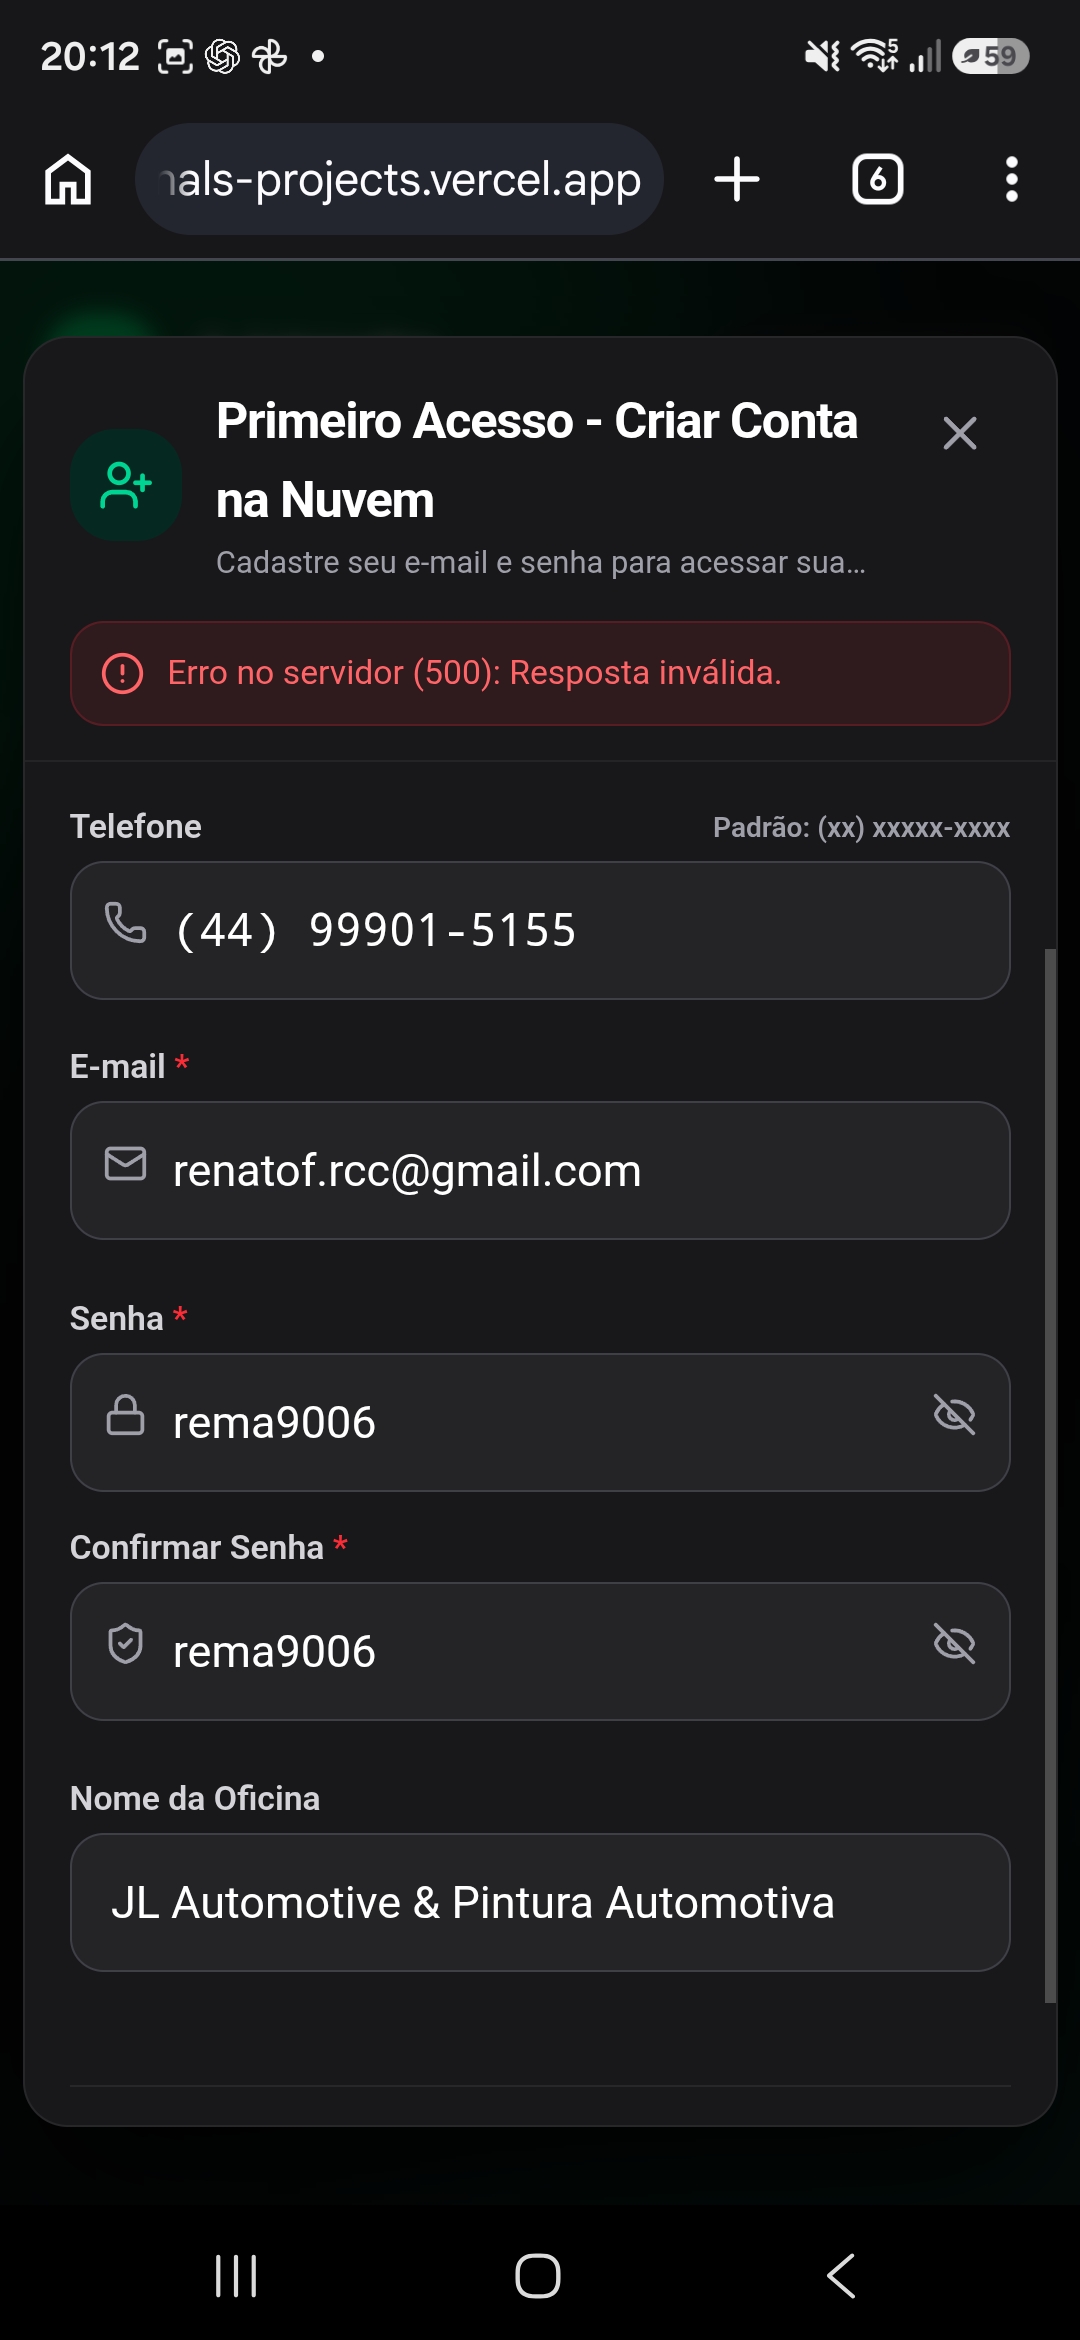 20:12
5
59
nals-projects.vercel.app
6
Primeiro Acesso - Criar Conta
na Nuvem
Cadastre seu e-mail e senha para acessar sua...
Erro no servidor (500): Resposta inválida.
Telefone
Padrão: (xx) xxxxx-xxxx
(44) 99901-5155
E-mail *
renatof.rcc@gmail.com
Senha *
rema9006
Confirmar Senha *
rema9006
Nome da Oficina
JL Automotive & Pintura Automotiva